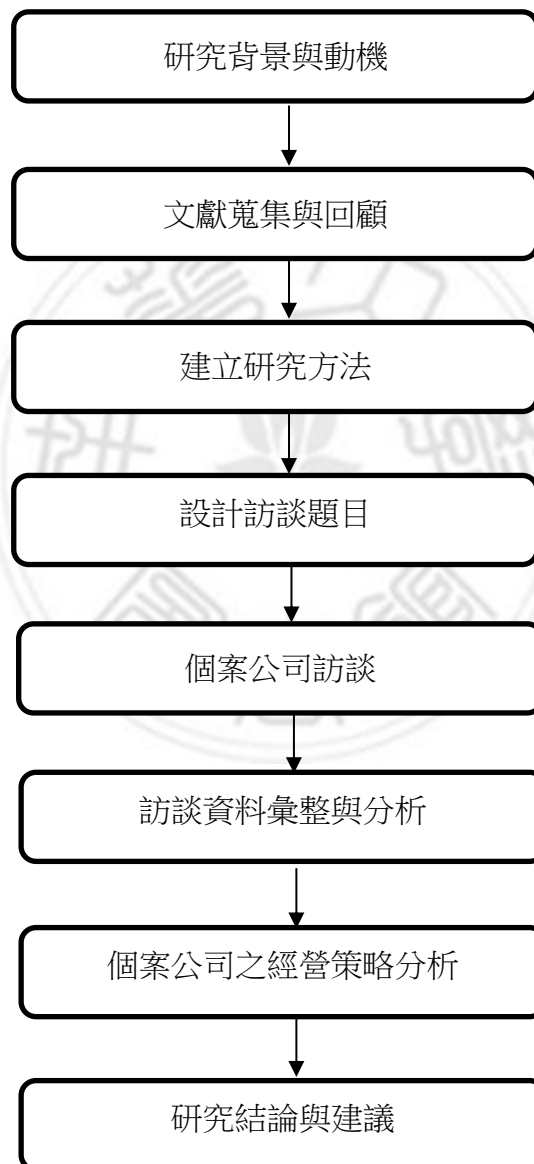 研究背景與動機
文獻蒐集與回顧
建立研究方法
設計訪談題目
個案公司訪談
訪談資料彙整與分析
個案公司之經營策略分析
研究結論與建議